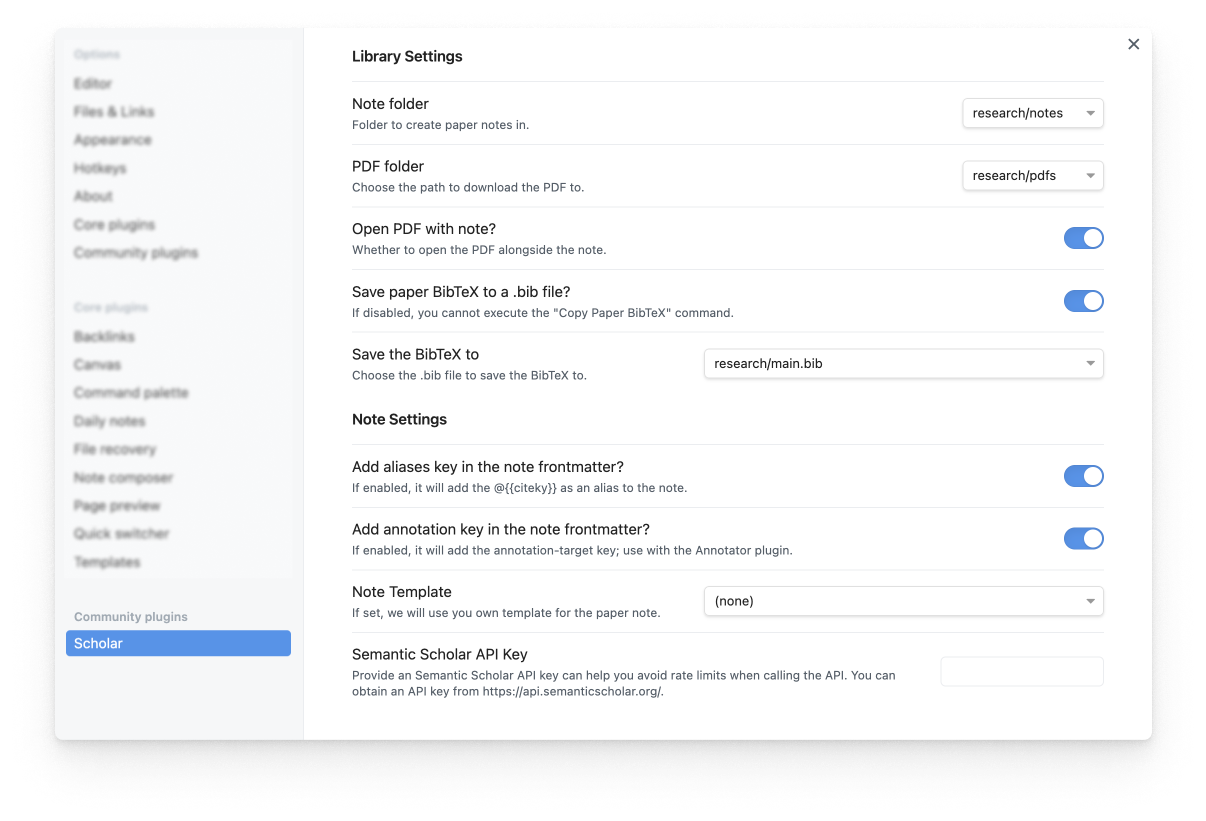 Options
Editor
Files & Links
Appearance
Hotkeys
About
Core plugins
Community plugins
Core plugins
Backlinks
Canvas
Command palette
Daily notes
File recovery
Note composer
Page preview
Quick switcher
Templates
Community plugins
Scholar
Library Settings
Note folder
Folder to create paper notes in.
research/notes
PDF folder
Choose the path to download the PDF to.
research/pdfs
Open PDF with note?
Whether to open the PDF alongside the note.
Save paper BibTeX to a .bib file?
If disabled, you cannot execute the "Copy Paper BibTeX" command.
Save the BibTeX to
Choose the .bib file to save the BibTeX to.
research/main.bib
Note Settings
Add aliases key in the note frontmatter?
If enabled, it will add the @{{citeky}} as an alias to the note.
Add annotation key in the note frontmatter?
If enabled, it will add the annotation-target key; use with the Annotator plugin.
Note Template
If set, we will use you own template for the paper note.
(none)
Semantic Scholar API Key
Provide an Semantic Scholar API key can help you avoid rate limits when calling the API. You can
obtain an API key from https://api.semanticscholar.org/.